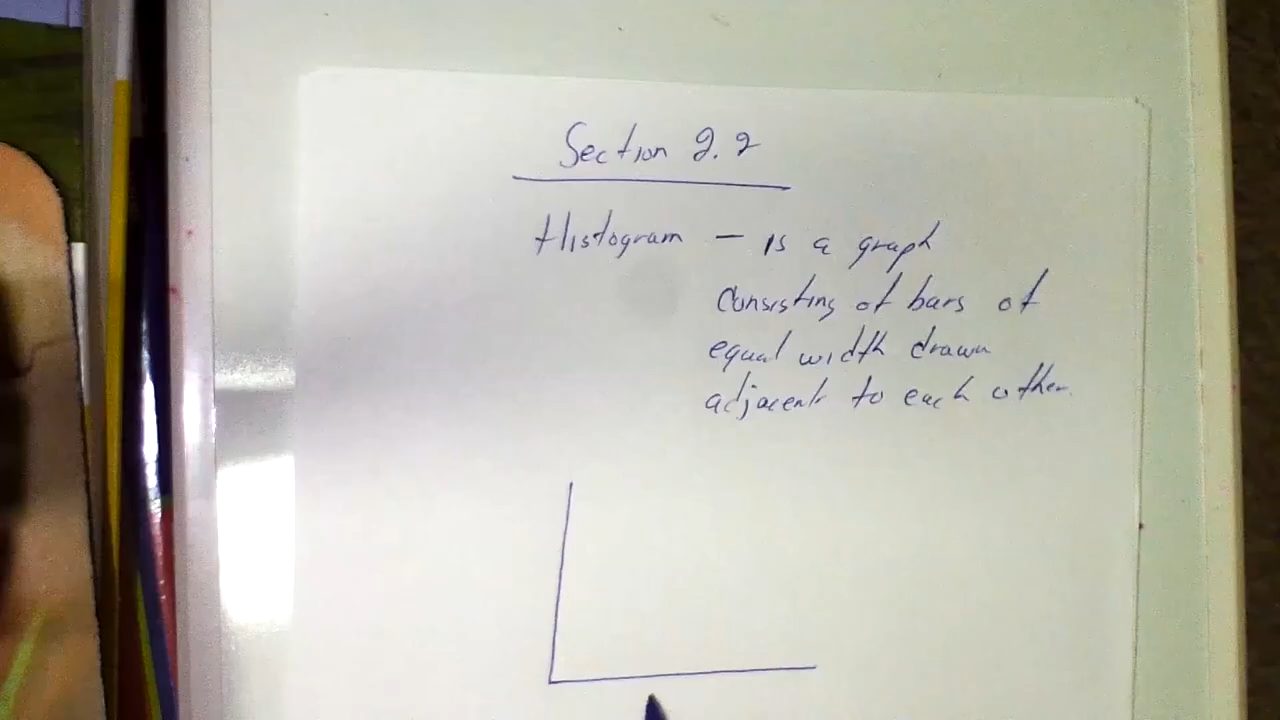 Section 2.2
Histogram - is a graph
consisting of bars of
equal width drawn
adjacent to each other.